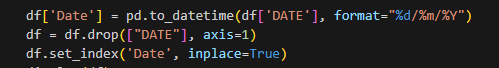 df['Date'] = pd.to_datetime(df['DATE'], format="%d/%m/%Y")
df = df.drop(["DATE"], axis=1)
df.set_index('Date', inplace=True)